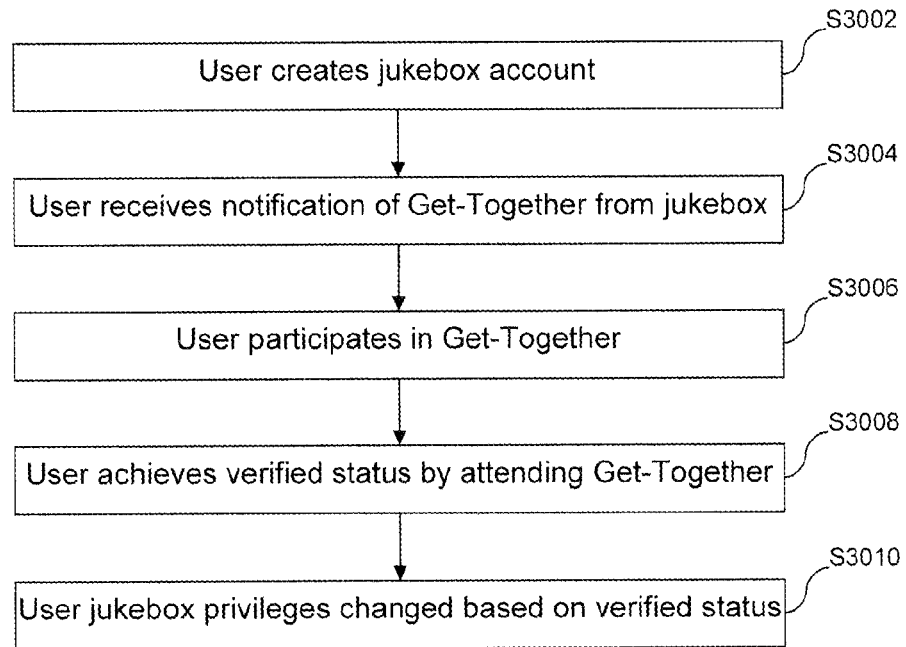 S3002
User creates jukebox account
S3004
User receives notification of Get-Together from jukebox
S3006
User participates in Get-Together
S3008
User achieves verified status by attending Get-Together
S3010
User jukebox privileges changed based on verified status